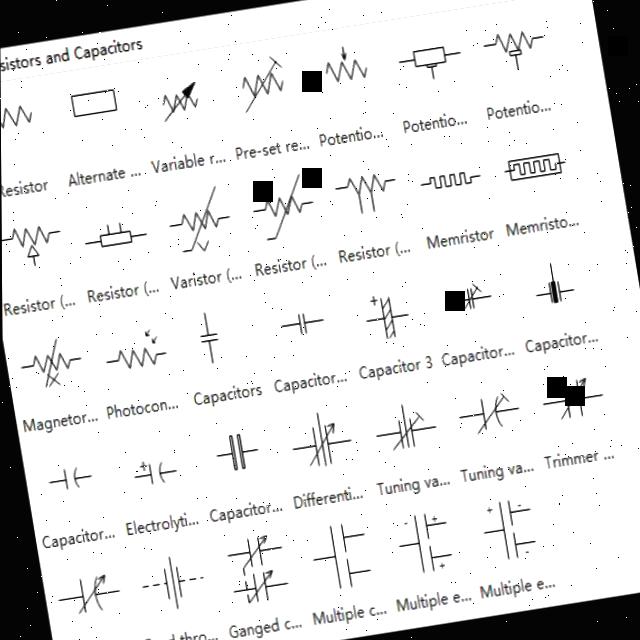 sistors and Capacitors
Resistor Alternate ... Variable r... Pre-set re... Potentio... Potentio... Potentio...
Resistor (... Resistor (... Varistor (... Resistor (... Resistor (... Memristor Memristo...
Magnetor... Photocon... Capacitors Capacitor... Capacitor 3 Capacitor... Capacitor...
Capacitor... Electrolyti... Capacitor... Differenti... Tuning va... Tuning va... Trimmer ...
Ganged c... Multiple c... Multiple e... Multiple e...